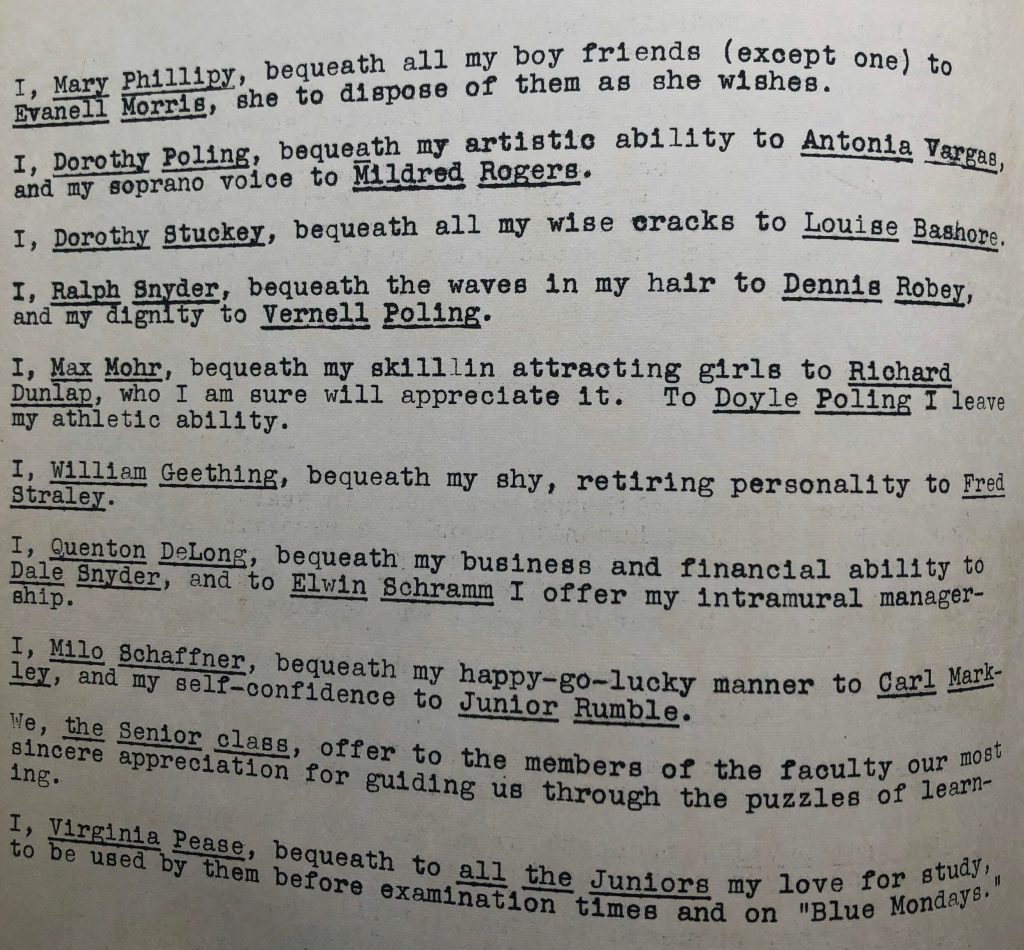 I, Mary Phillipy, bequeath all my boy friends (except one) to
Evanell Morris, she to dispose of them as she wishes.
I, Dorothy Poling, bequeath my artistic ability to Antonia Vargas,
and my soprano voice to Mildred Rogers.
I, Dorothy Stuckey, bequeath all my wise cracks to Louise Bashore.
I, Ralph Snyder, bequeath the waves in my hair to Dennis Robey,
and my dignity to Vernell Poling.
I, Max Mohr, bequeath my skilllin attracting girls to Richard
Dunlap, who I am sure will appreciate it. To Doyle Poling I leave
my athletic ability.
I, William Geething, bequeath my shy, retiring personality to Fred
Straley.
I, Quenton DeLong, bequeath my business and financial ability to
Dale Snyder, and to Elwin Schramm I offer my intramural manager-
ship.
I, Milo Schaffner, bequeath my happy-go-lucky manner to Carl Mark-
ley, and my self-confidence to Junior Rumble.
We, the Senior class, offer to the members of the faculty our most
sincere appreciation for guiding us through the puzzles of learn-
ing.
I, Virginia Pease, bequeath to all the Juniors my love for study,
to be used by them before examination times and on "Blue Mondays."